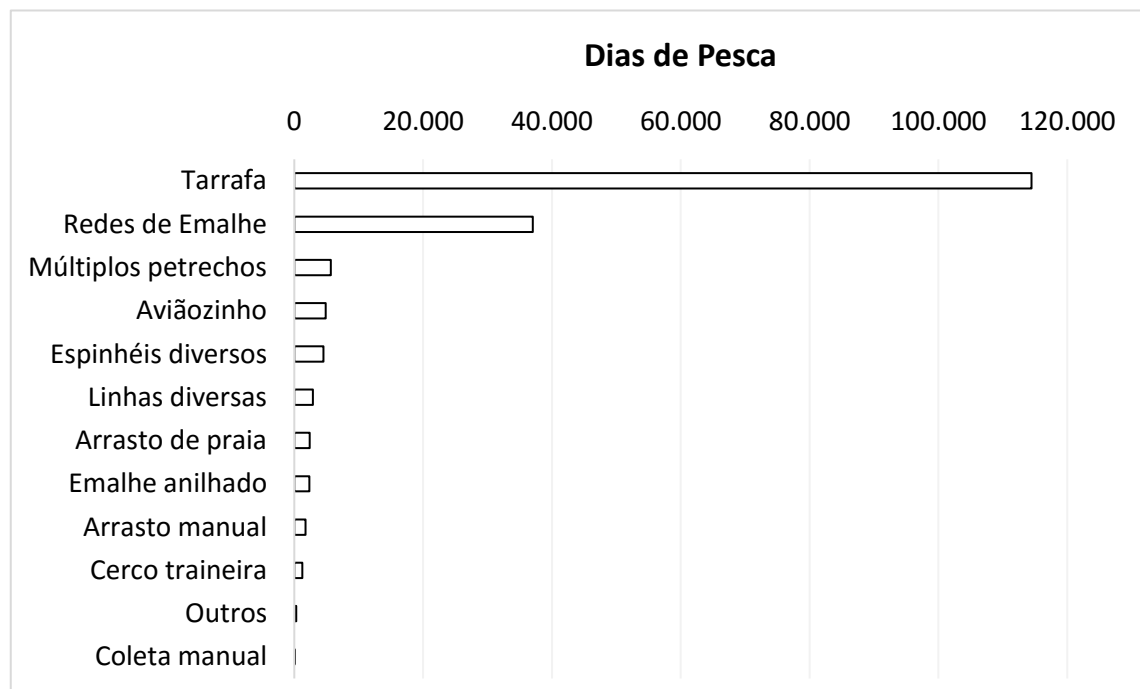 Dias de Pesca
0 20.000 40.000 60.000 80.000 100.000 120.000
Tarrafa
Redes de Emalhe
Múltiplos petrechos
Aviãozinho
Espinhéis diversos
Linhas diversas
Arrasto de praia
Emalhe anilhado
Arrasto manual
Cerco traineira
Outros
Coleta manual